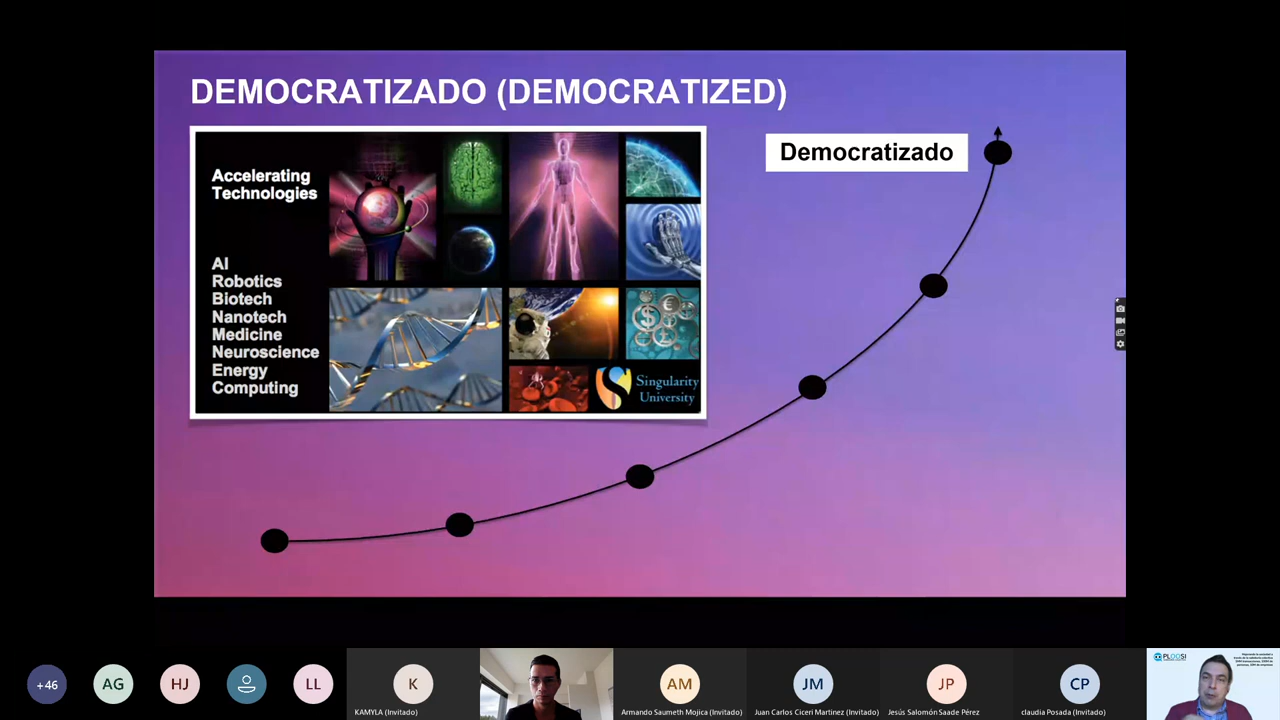 DEMOCRATIZADO (DEMOCRATIZED)
Accelerating
Technologies
AI
Robotics
Biotech
Nanotech
Medicine
Neuroscience
Energy
Computing
Singularity
University
Democratizado
+46
AG
HJ
LL
K
KAMYLA (Invitado)
AM
Armando Saumeth Mojica (Invitado)
JM
Juan Carlos Ciceri Martinez (Invitado)
JP
Jesús Salomón Saade Pérez
CP
claudia Posada (Invitado)
PLOGSI